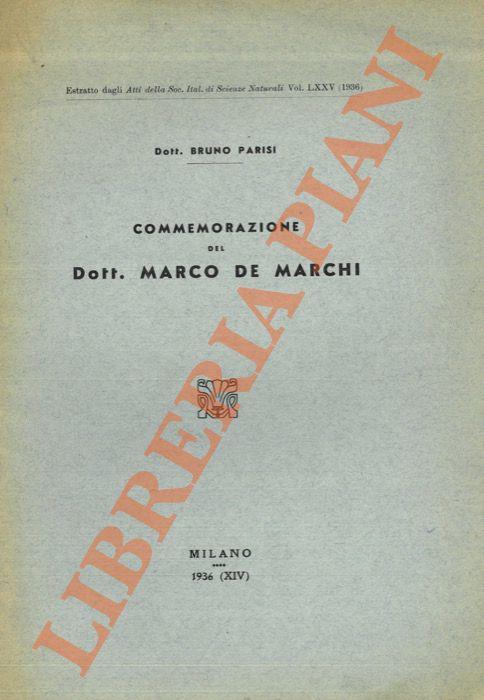 Estratto dagli Atti della Soc. Ital. di Scienze Naturali Vol. LXXV (1936)
Dott. BRUNO PARISI
COMMEMORAZIONE
DEL
Dott. MARCO DE MARCHI
MILANO
1936 (XIV)
LIBRERIA PIANI